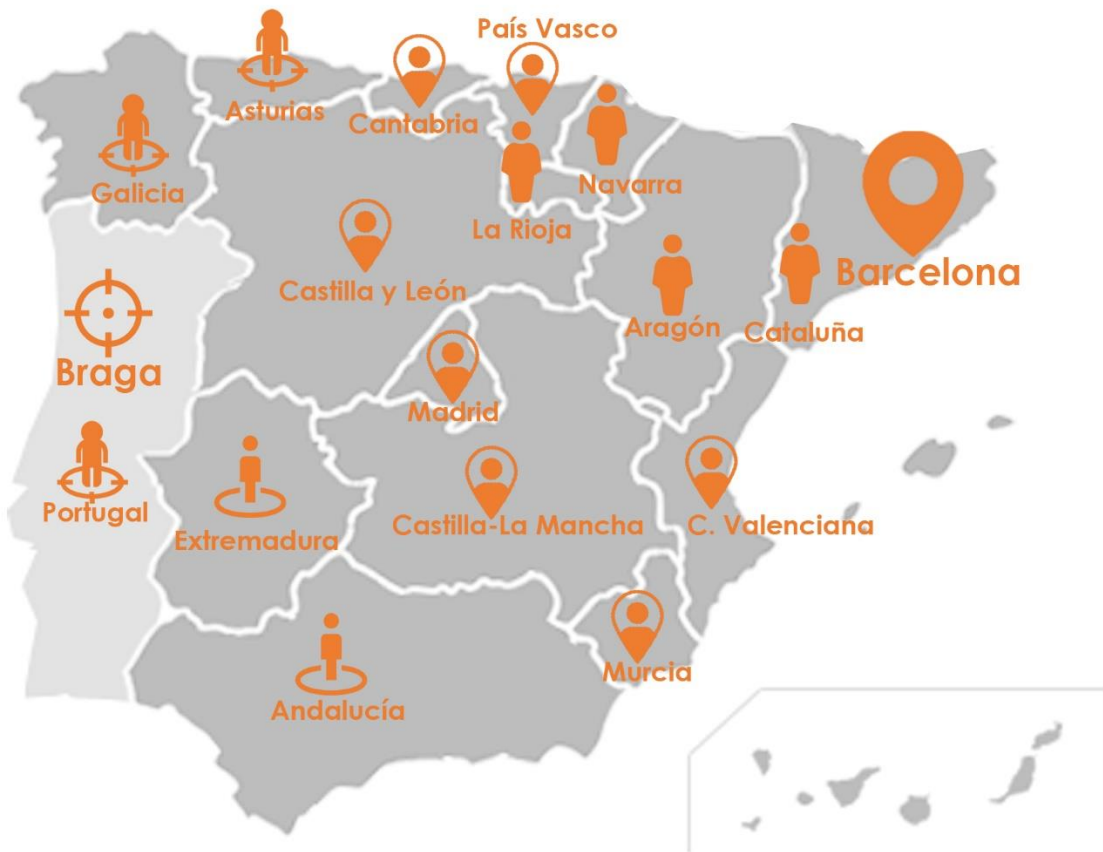 País Vasco
Asturias
Cantabria
Galicia
Navarra
La Rioja
Barcelona
Castilla y León
Aragón
Cataluña
Braga
Madrid
Portugal
Extremadura
Castilla-La Mancha
C. Valenciana
Murcia
Andalucía